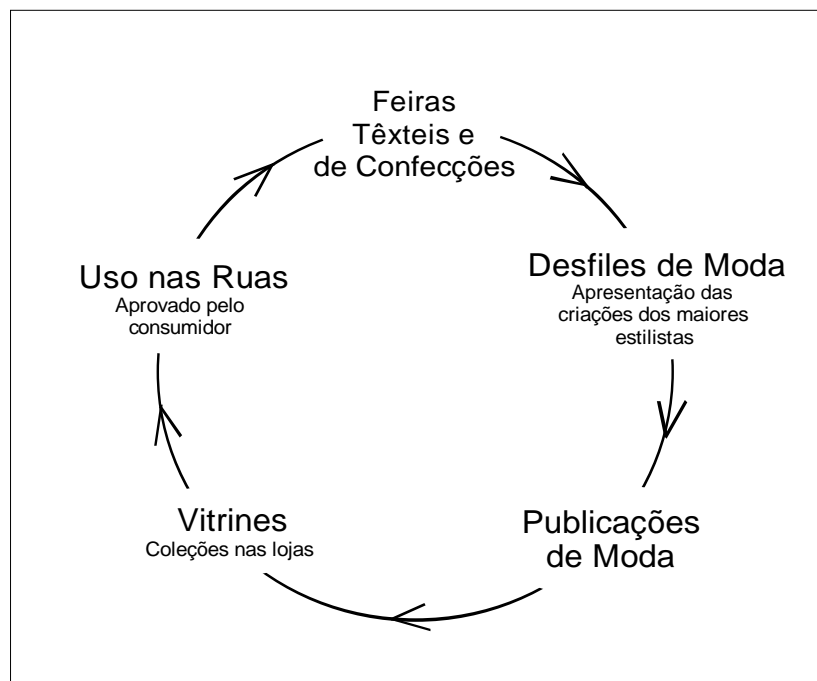 Feiras
Têxteis e
de Confecções
Desfiles de Moda
Apresentação das
criações dos maiores
estilistas
Publicações
de Moda
Vitrines
Coleções nas lojas
Uso nas Ruas
Aprovado pelo
consumidor